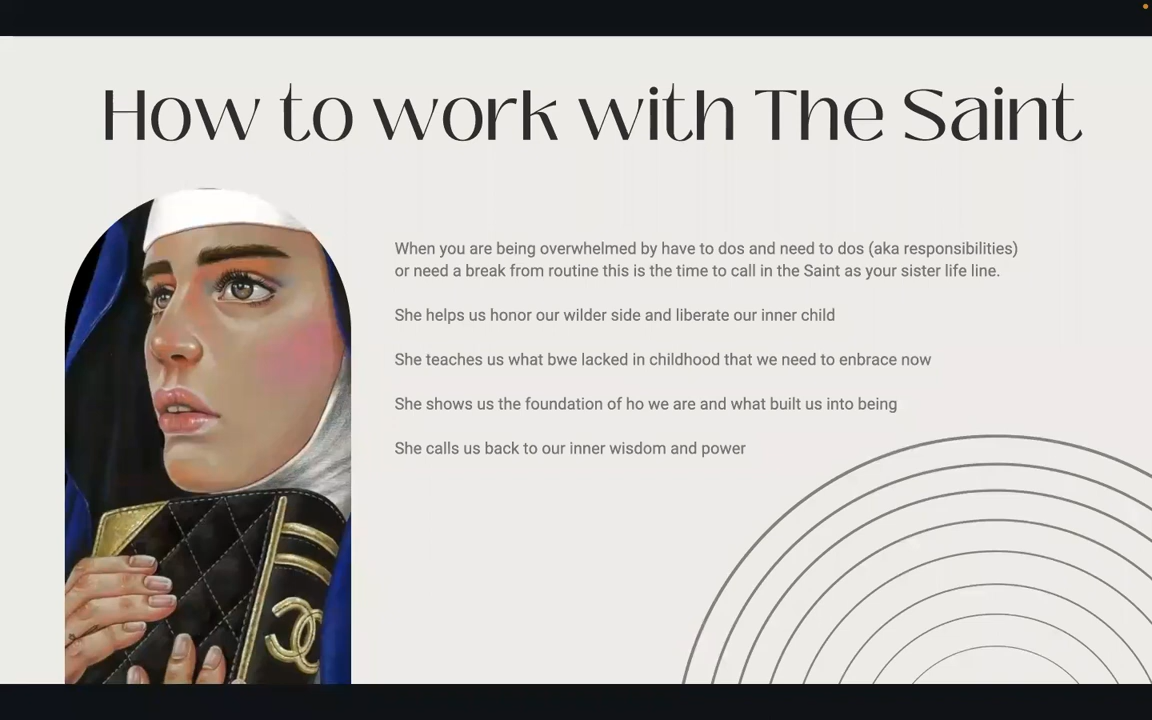 How to work with The Saint
When you are being overwhelmed by have to dos and need to dos (aka responsibilities)
or need a break from routine this is the time to call in the Saint as your sister life line.
She helps us honor our wilder side and liberate our inner child
She teaches us what bwe lacked in childhood that we need to enbrace now
She shows us the foundation of ho we are and what built us into being
She calls us back to our inner wisdom and power